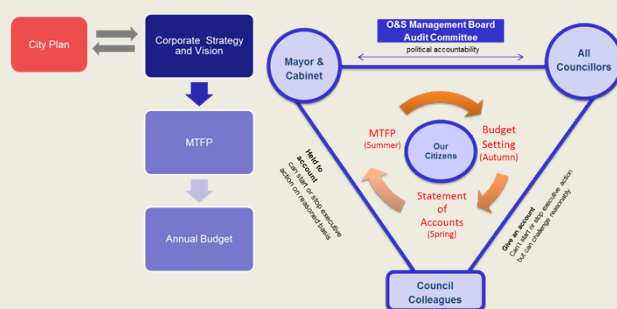 City Plan
Corporate Strategy
and Vision
MTFP
Annual Budget
O&S Management Board
Audit Committee
political accountability
Mayor &
Cabinet
All
Councillors
MTFP
(Summer)
Budget
Setting
(Autumn)
Our
Citizens
Statement
of
Accounts
(Spring)
Held to
account
can start or stop executive
action on reasoned basis
Give an account
Can't start or stop executive action
but can challenge reasonably
Council
Colleagues